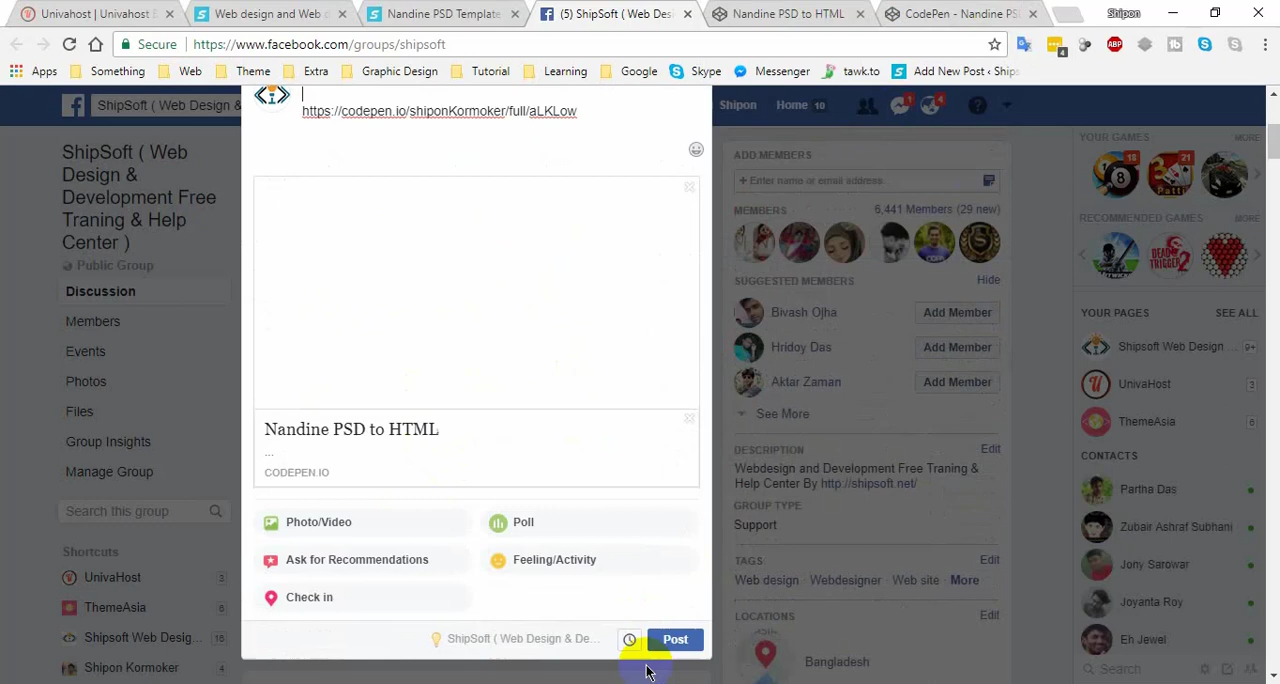 Univahost | Univahost E
Web design and Web d
Nandine PSD Template
(5) ShipSoft ( Web Desi
Nandine PSD to HTML
CodePen - Nandine PS
Shipon
Secure
https://www.facebook.com/groups/shipsoft
4
Apps
Something
Web
Theme
Extra
Graphic Design
Tutorial
Learning
Google
Skype
Messenger
tawk.to
Add New Post ‹ Ships
ShipSoft ( Web Design &
Shipon
Home 10
1
4
https://codepen.io/shiponKormoker/full/aLKLow
ShipSoft ( Web
Design &
Development Free
Traning & Help
Center )
Public Group
Discussion
Members
Events
Photos
Files
Group Insights
Manage Group
Search this group
Shortcuts
UnivaHost 3
ThemeAsia 6
Shipsoft Web Desig... 16
Shipon Kormoker 4
Nandine PSD to HTML
...
CODEPEN.IO
Photo/Video
Poll
Ask for Recommendations
Feeling/Activity
Check in
ShipSoft ( Web Design & De...
Post
ADD MEMBERS
+ Enter name or email address...
MEMBERS
6,441 Members (29 new)
SUGGESTED MEMBERS
Hide
Bivash Ojha
Add Member
Hridoy Das
Add Member
Aktar Zaman
Add Member
See More
DESCRIPTION
Edit
Webdesign and Development Free Traning &
Help Center By http://shipsoft.net/
GROUP TYPE
Support
TAGS
Edit
Web design · Webdesigner · Web site · More
LOCATIONS
Edit
Bangladesh
YOUR GAMES
MORE
18
21
RECOMMENDED GAMES
MORE
YOUR PAGES
SEE ALL
Shipsoft Web Design ... 9+
UnivaHost 3
ThemeAsia 6
CONTACTS
Partha Das
Zubair Ashraf Subhani
Jony Sarowar
Joyanta Roy
Eh Jewel
Search